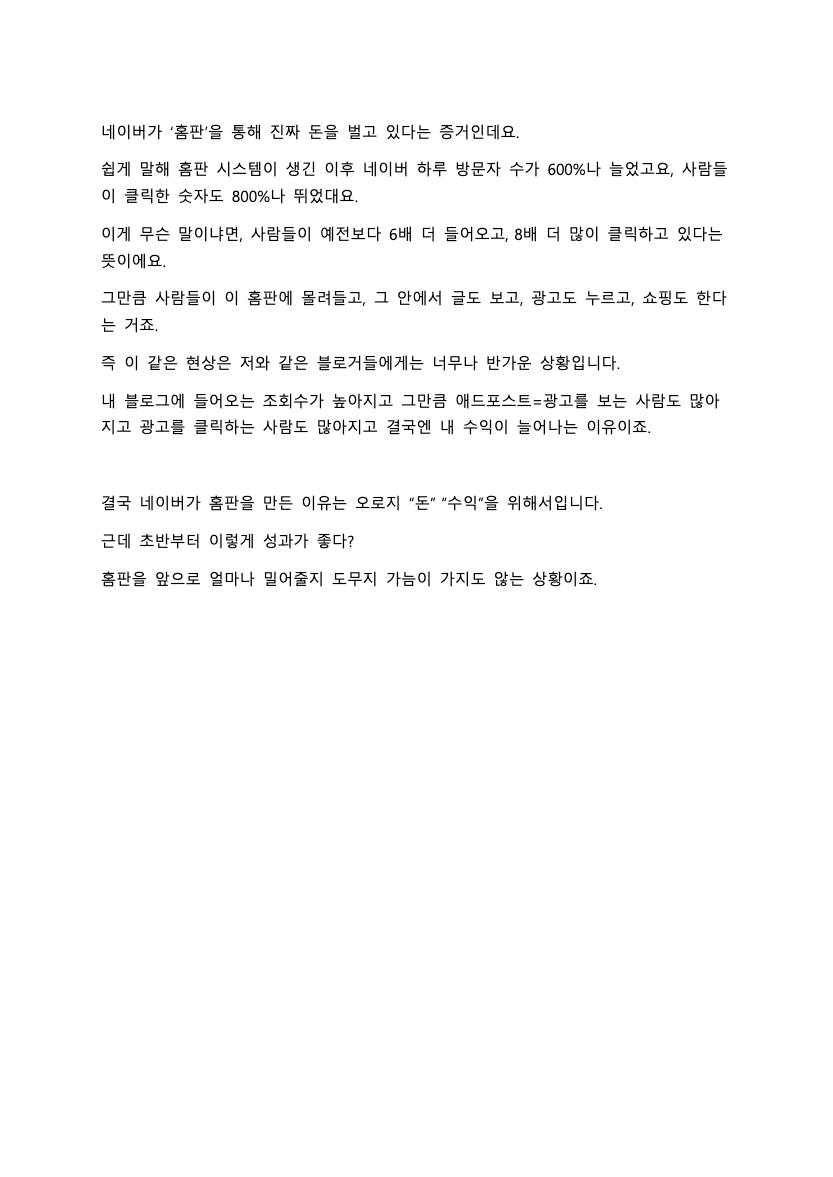 네이버가 ‘홈판’을 통해 진짜 돈을 벌고 있다는 증거인데요.
쉽게 말해 홈판 시스템이 생긴 이후 네이버 하루 방문자 수가 600%나 늘었고요, 사람들
이 클릭한 숫자도 800%나 뛰었대요.
이게 무슨 말이냐면, 사람들이 예전보다 6배 더 들어오고, 8배 더 많이 클릭하고 있다는
뜻이에요.
그만큼 사람들이 이 홈판에 몰려들고, 그 안에서 글도 보고, 광고도 누르고, 쇼핑도 한다
는 거죠.
즉 이 같은 현상은 저와 같은 블로거들에게는 너무나 반가운 상황입니다.
내 블로그에 들어오는 조회수가 높아지고 그만큼 애드포스트=광고를 보는 사람도 많아
지고 광고를 클릭하는 사람도 많아지고 결국엔 내 수익이 늘어나는 이유이죠.
결국 네이버가 홈판을 만든 이유는 오로지 “돈” “수익”을 위해서입니다.
근데 초반부터 이렇게 성과가 좋다?
홈판을 앞으로 얼마나 밀어줄지 도무지 가늠이 가지도 않는 상황이죠.